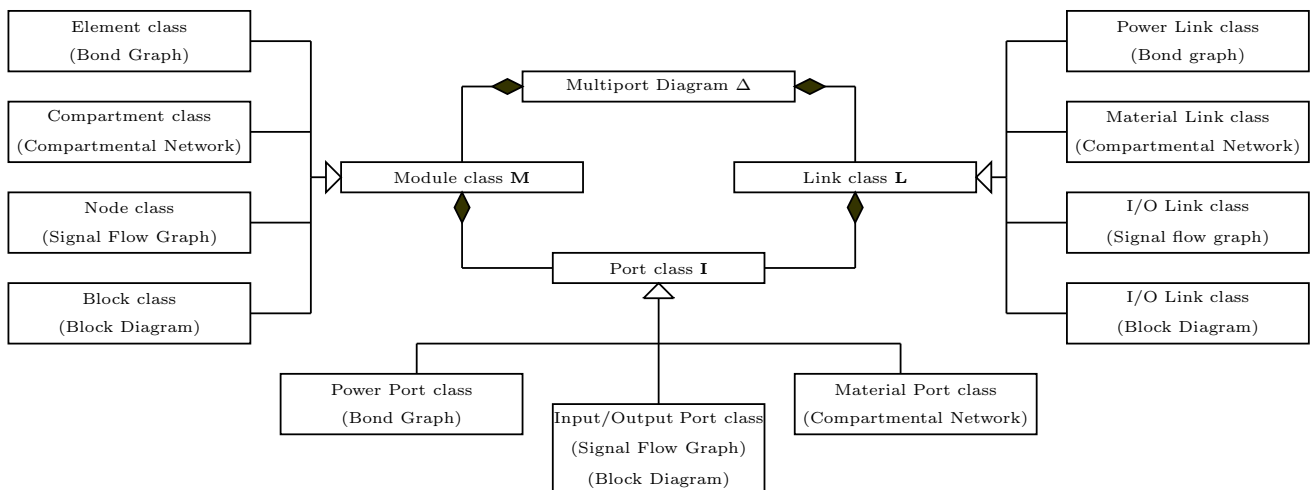 Element class
(Bond Graph)
Compartment class
(Compartmental Network)
Node class
(Signal Flow Graph)
Block class
(Block Diagram)
Multiport Diagram Δ
Module class M
Link class L
Port class I
Power Port class
(Bond Graph)
Input/Output Port class
(Signal Flow Graph)
(Block Diagram)
Material Port class
(Compartmental Network)
Power Link class
(Bond graph)
Material Link class
(Compartmental Network)
I/O Link class
(Signal flow graph)
I/O Link class
(Block Diagram)